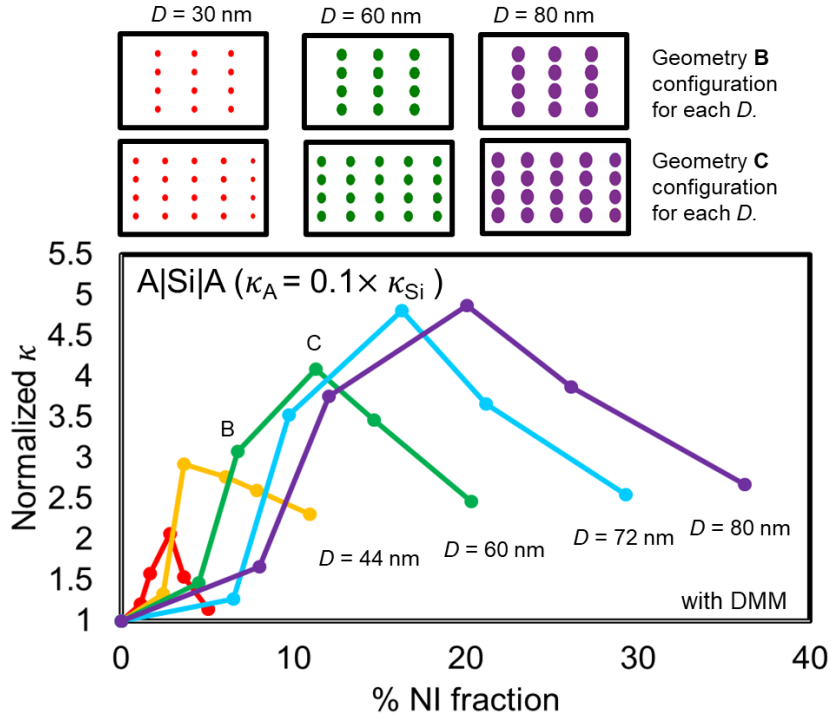 D = 30 nm D = 60 nm D = 80 nm
Geometry B
configuration
for each D.
Geometry C
configuration
for each D.
5.5
5
4.5
4
3.5
3
2.5
2
1.5
1
Normalized κ
A|Si|A (κA = 0.1× κSi )
C
B
D = 44 nm D = 60 nm D = 72 nm D = 80 nm
with DMM
0 10 20 30 40
% NI fraction